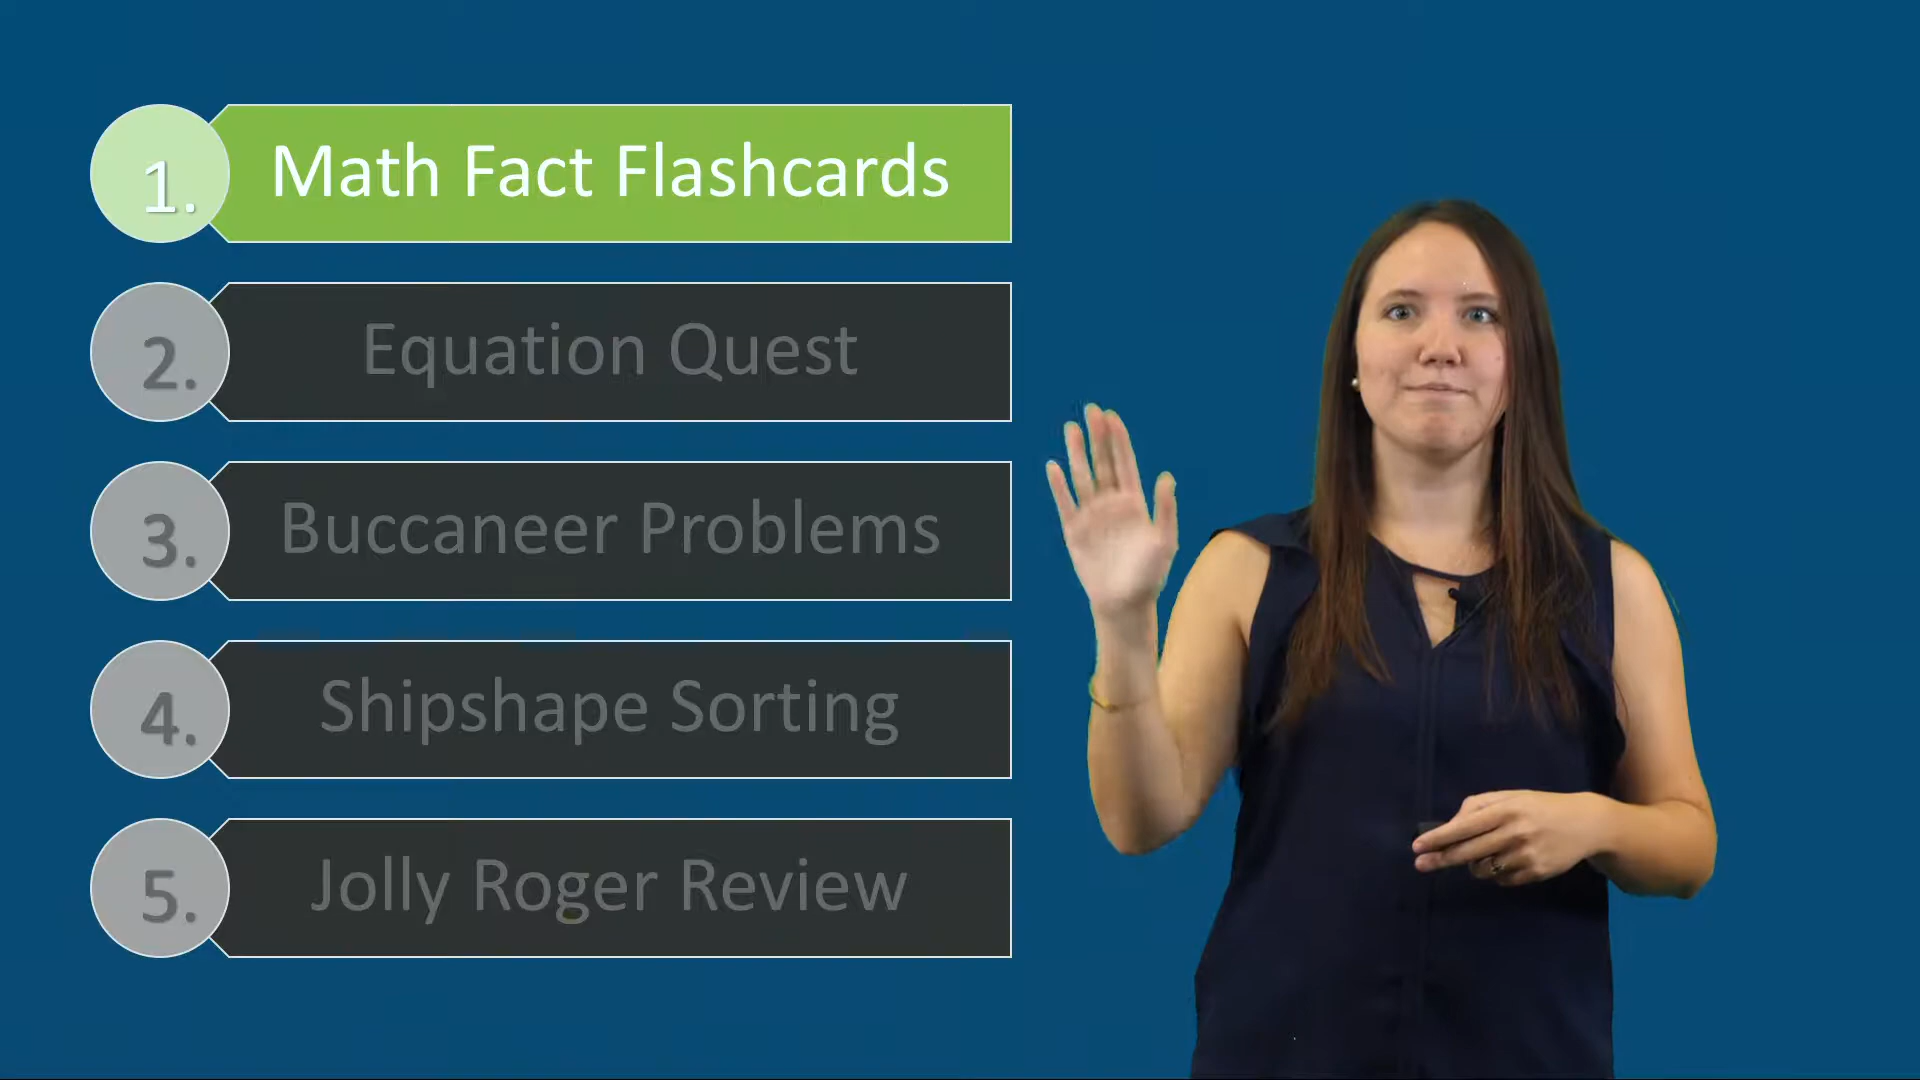 1. Math Fact Flashcards
2. Equation Quest
3. Buccaneer Problems
4. Shipshape Sorting
5. Jolly Roger Review